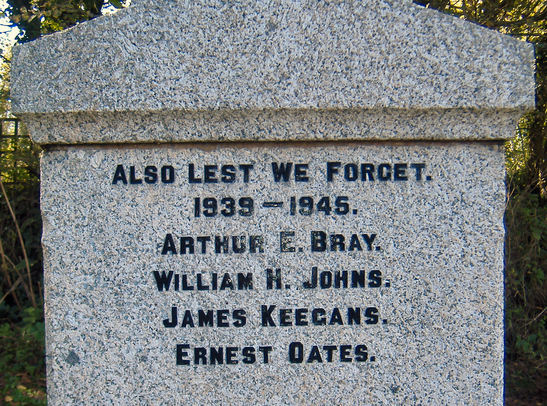 Also Lest We Forget.
1939 – 1945.
Arthur E. Bray.
William H. Johns.
James Keegans.
Ernest Oates.